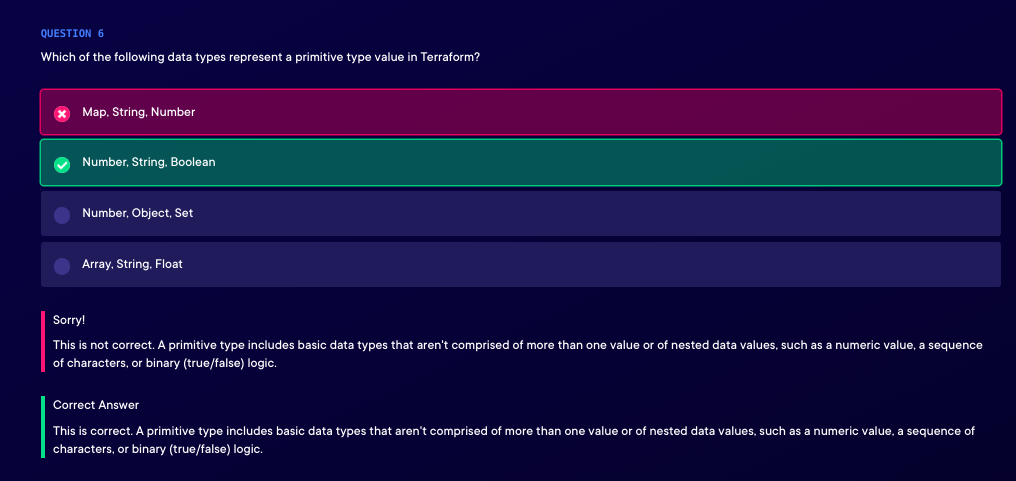 QUESTION 6
Which of the following data types represent a primitive type value in Terraform?
Map, String, Number
Number, String, Boolean
Number, Object, Set
Array, String, Float
Sorry!
This is not correct. A primitive type includes basic data types that aren't comprised of more than one value or of nested data values, such as a numeric value, a sequence
of characters, or binary (true/false) logic.
Correct Answer
This is correct. A primitive type includes basic data types that aren't comprised of more than one value or of nested data values, such as a numeric value, a sequence of
characters, or binary (true/false) logic.